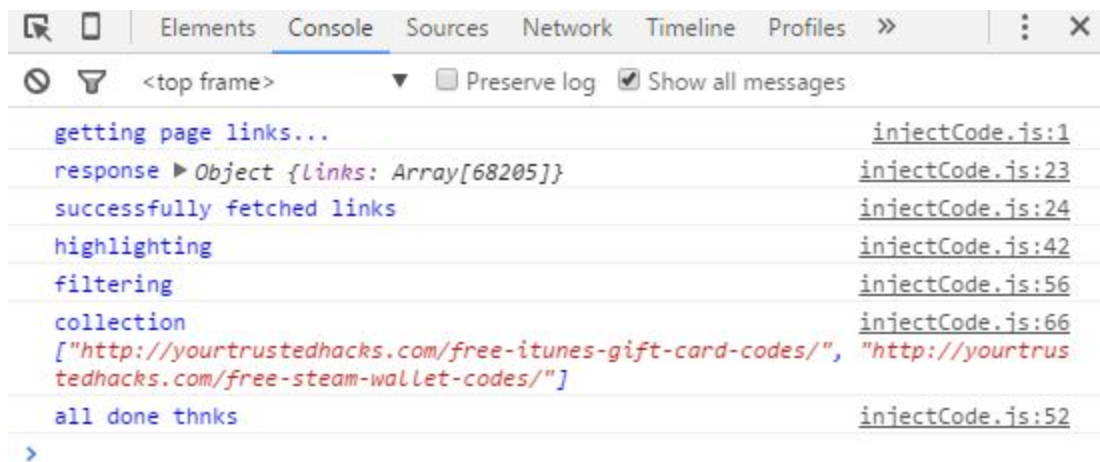 Elements Console Sources Network Timeline Profiles »
<top frame> ▼ Preserve log Show all messages
getting page links... injectCode.js:1
response ▶ Object {links: Array[68205]} injectCode.js:23
successfully fetched links injectCode.js:24
highlighting injectCode.js:42
filtering injectCode.js:56
collection injectCode.js:66
["http://yourtrustedhacks.com/free-itunes-gift-card-codes/", "http://yourtrus
tedhacks.com/free-steam-wallet-codes/"]
all done thnks injectCode.js:52
>